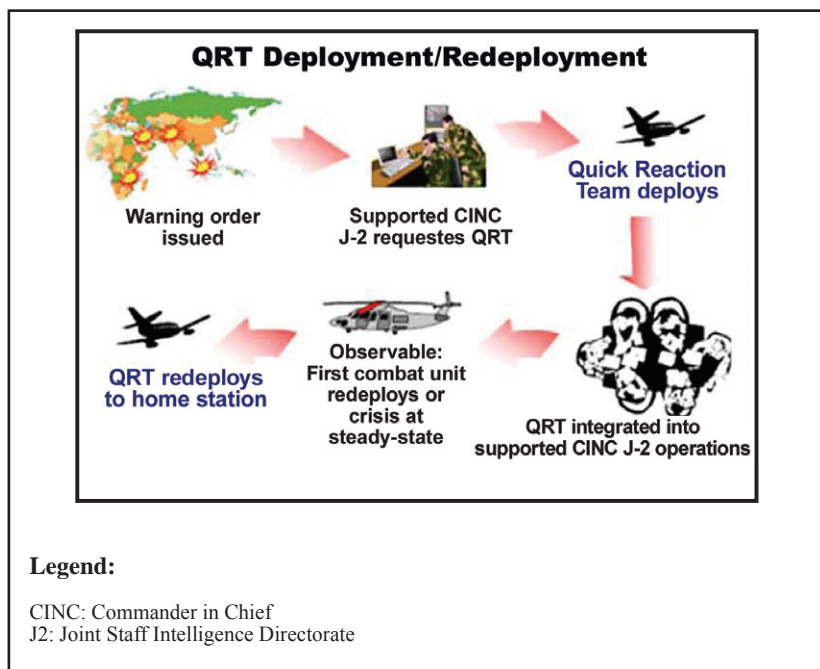 QRT Deployment/Redeployment
Warning order
issued
Supported CINC
J-2 requestes QRT
Quick Reaction
Team deploys
QRT integrated into
supported CINC J-2 operations
Observable:
First combat unit
redeploys or
crisis at
steady-state
QRT redeploys
to home station
Legend:
CINC: Commander in Chief
J2: Joint Staff Intelligence Directorate